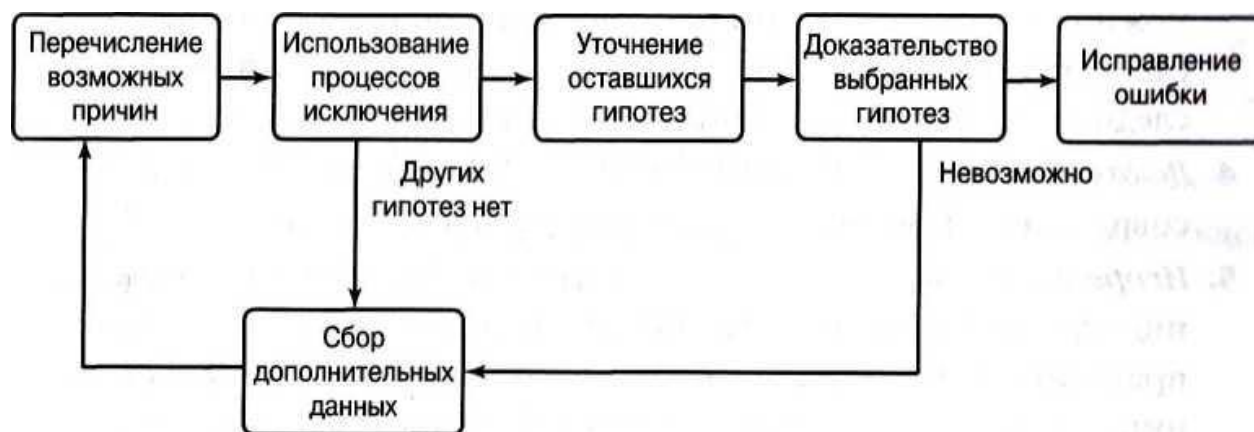 Перечисление
возможных
причин
Использование
процессов
исключения
Уточнение
оставшихся
гипотез
Доказательство
выбранных
гипотез
Исправление
ошибки
Других
гипотез нет
Невозможно
Сбор
дополнительных
данных